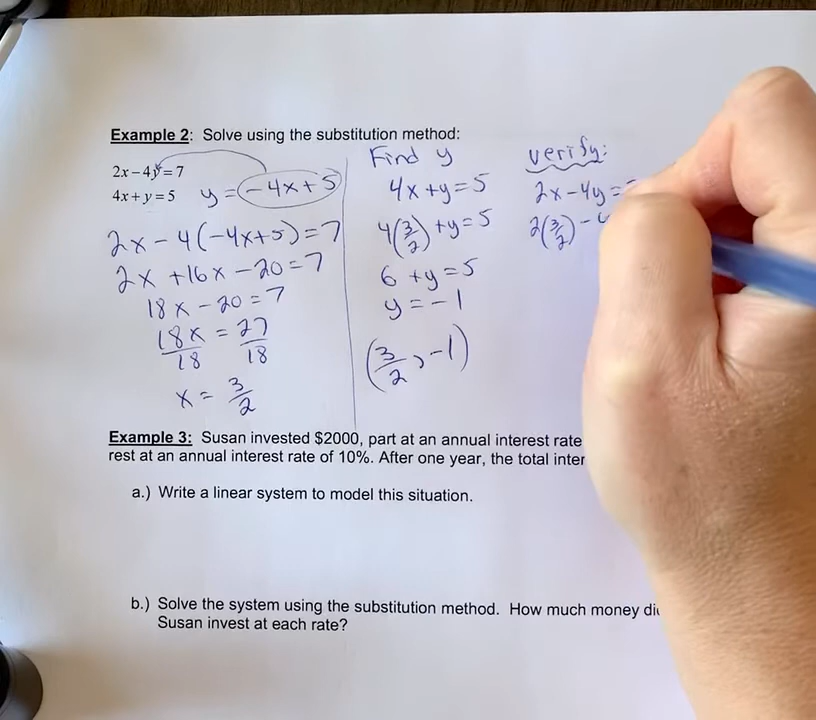 Example 2: Solve using the substitution method:
2x-4y=7
4x+y=5
y=-4x+5
2x-4(-4x+5)=7
2x+16x-20=7
18x-20=7
18x=27
18 18
x=3/2
Find y
4x+y=5
4(3/2)+y=5
6+y=5
y=-1
(3/2,-1)
verify:
2x-4y=
2(3/2)-
Example 3: Susan invested $2000, part at an annual interest rate
rest at an annual interest rate of 10%. After one year, the total
a.) Write a linear system to model this situation.
b.) Solve the system using the substitution method. How much money
Susan invest at each rate?